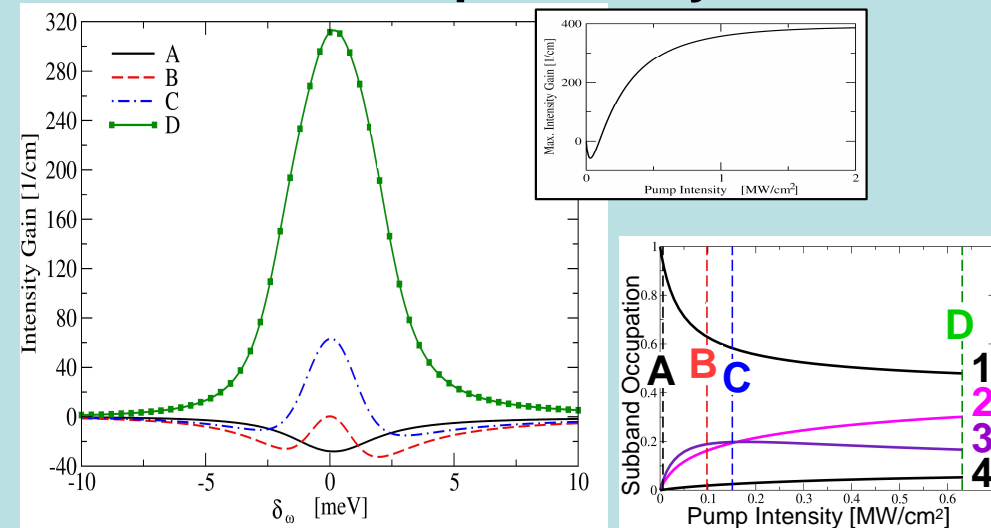 320
280
240
200
160
120
80
40
0
-40
Intensity Gain [1/cm]
A
B
C
D
-10
-5
0
5
10
δω [meV]
400
200
0
Max. Intensity Gain [1/cm]
0
1
2
Pump Intensity [MW/cm²]
1
0.8
0.6
0.4
0.2
0
Subband Occupation
A
B
C
D
1
2
3
4
0
0.1
0.2
0.3
0.4
0.5
0.6
Pump Intensity [MW/cm²]